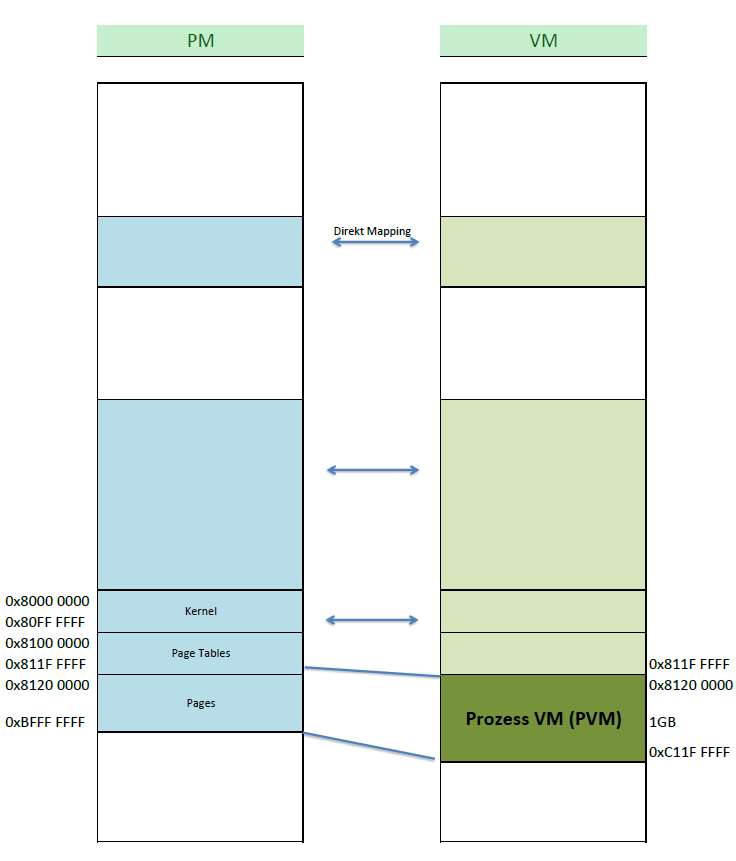 PM
VM
Direkt Mapping
0x8000 0000
Kernel
0x80FF FFFF
0x8100 0000
Page Tables
0x811F FFFF
0x811F FFFF
0x8120 0000
0x8120 0000
Pages
Prozess VM (PVM)
0xBFFF FFFF
1GB
0xC11F FFFF